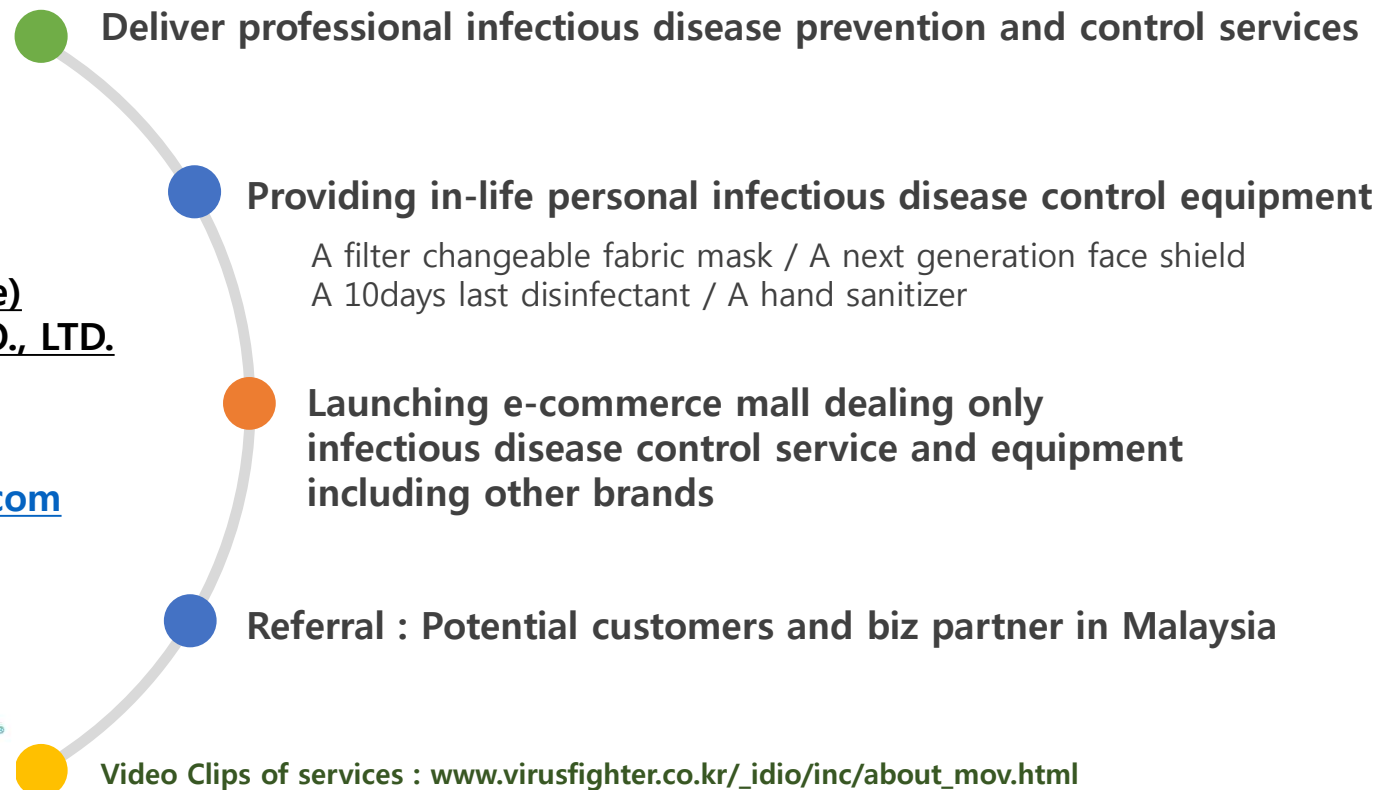 Deliver professional infectious disease prevention and control services
Providing in-life personal infectious disease control equipment
A filter changeable fabric mask / A next generation face shield
A 10days last disinfectant / A hand sanitizer
e)
O., LTD.
Launching e-commerce mall dealing only
infectious disease control service and equipment
including other brands
com
Referral : Potential customers and biz partner in Malaysia
Video Clips of services : www.virusfighter.co.kr/_idio/inc/about_mov.html